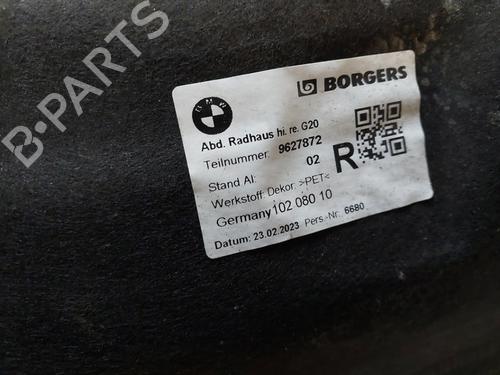 BMW
BORGERS
Abd. Radhaus hi. re. G20
Teilnummer: 9627872
Stand AI: 02
R
Werkstoff: Dekor: >PET<
Germany 102 080 10
Datum: 23.02.2023 Pers.-Nr.: 6680
B-PARTS